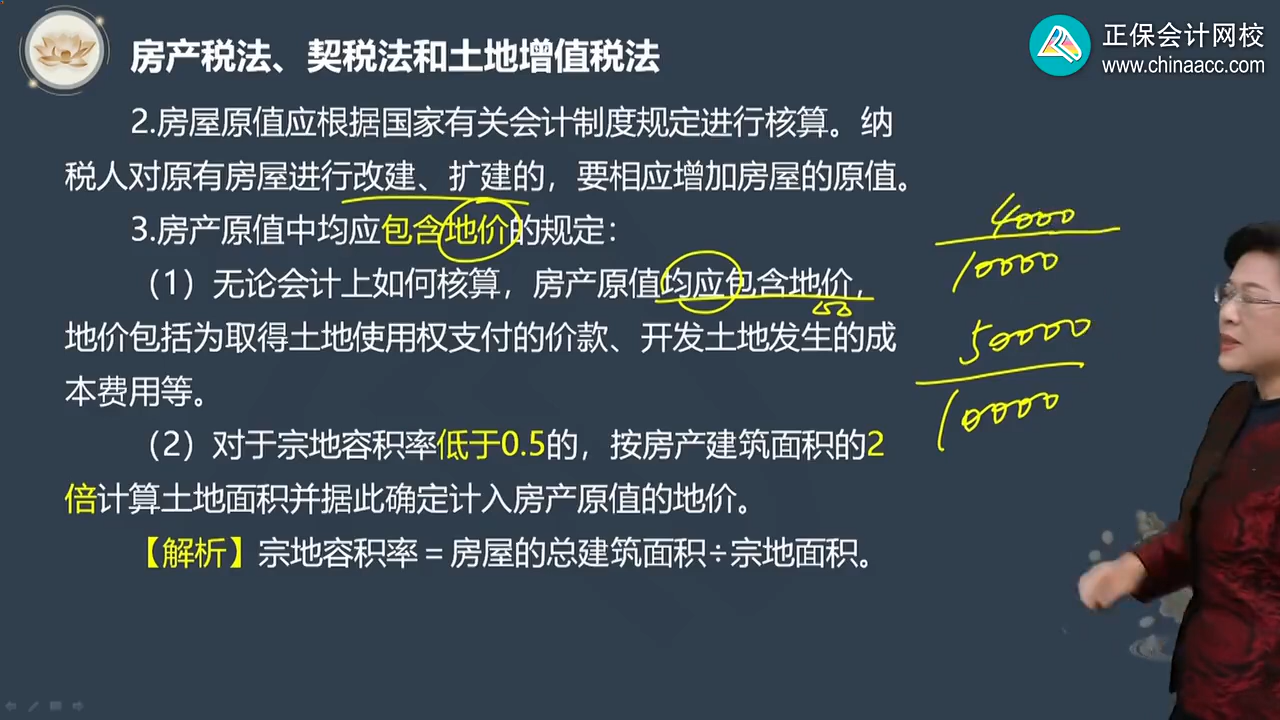 房产税法、契税法和土地增值税法
正保会计网校
www.chinaacc.com
2.房屋原值应根据国家有关会计制度规定进行核算。纳
税人对原有房屋进行改建、扩建的，要相应增加房屋的原值。
3.房产原值中均应包含地价的规定：
（1）无论会计上如何核算，房产原值均应包含地价，
地价包括为取得土地使用权支付的价款、开发土地发生的成
本费用等。
（2）对于宗地容积率低于0.5的，按房产建筑面积的2
倍计算土地面积并据此确定计入房产原值的地价。
【解析】宗地容积率＝房屋的总建筑面积÷宗地面积。
4000
10000
50000
10000